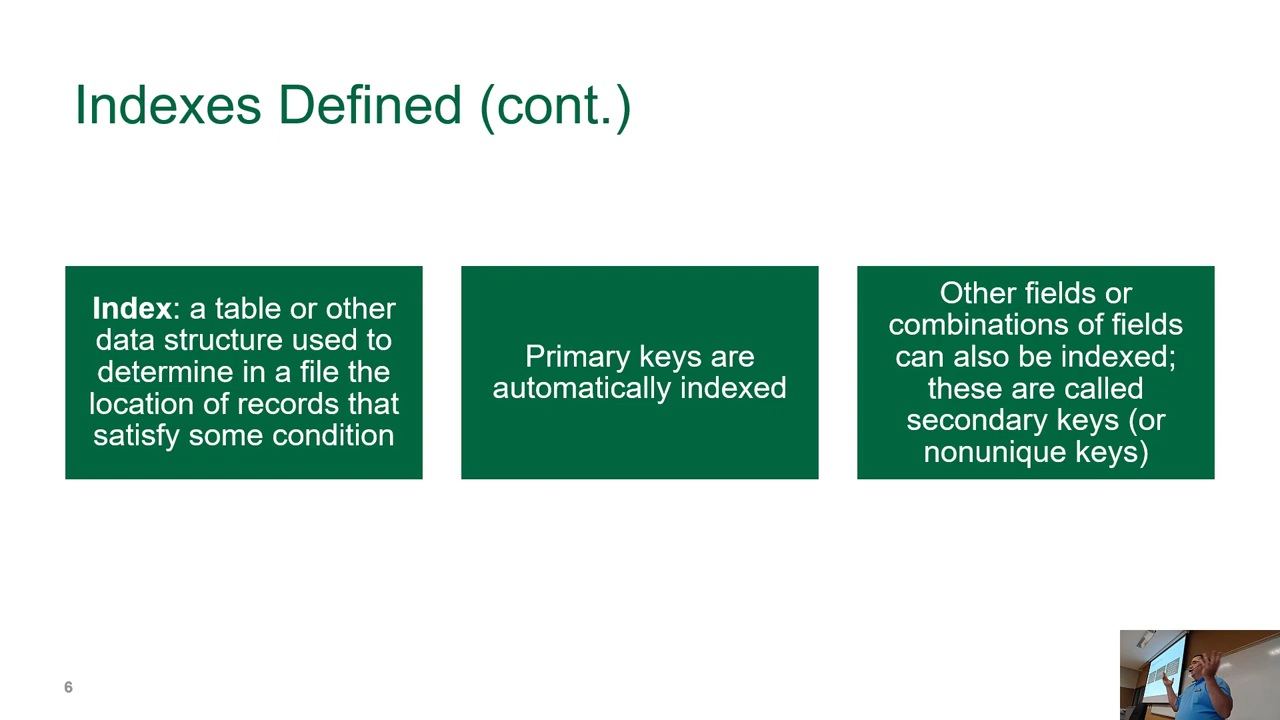 Indexes Defined (cont.)
Index: a table or other
data structure used to
determine in a file the
location of records that
satisfy some condition
Primary keys are
automatically indexed
Other fields or
combinations of fields
can also be indexed;
these are called
secondary keys (or
nonunique keys)
6